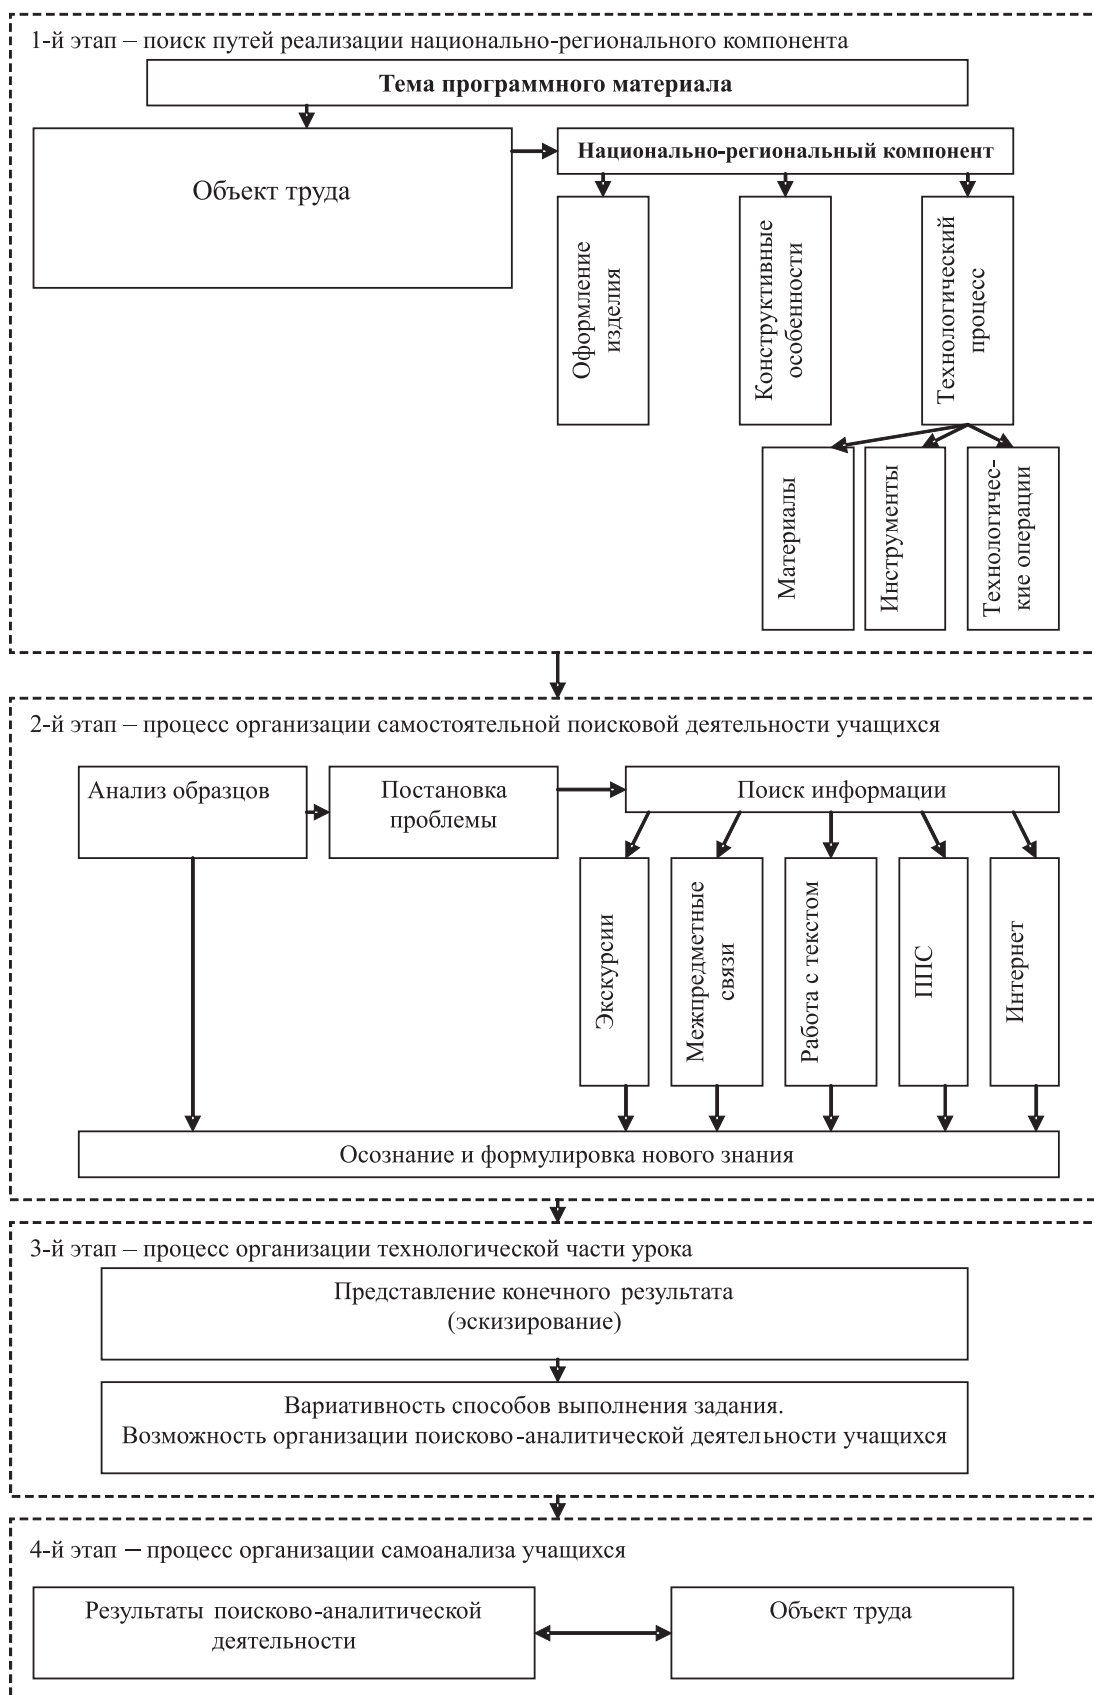 1-й этап – поиск путей реализации национально-регионального компонента
Тема программного материала
Объект труда
Национально-региональный компонент
Оформление
изделия
Конструктивные
особенности
Технологический
процесс
Материалы
Инструменты
Технологичес-
кие операции
2-й этап – процесс организации самостоятельной поисковой деятельности учащихся
Анализ образцов
Постановка
проблемы
Поиск информации
Экскурсии
Межпредметные
связи
Работа с текстом
ППС
Интернет
Осознание и формулировка нового знания
3-й этап – процесс организации технологической части урока
Представление конечного результата
(эскизирование)
Вариативность способов выполнения задания.
Возможность организации поисково-аналитической деятельности учащихся
4-й этап – процесс организации самоанализа учащихся
Результаты поисково-аналитической
деятельности
Объект труда